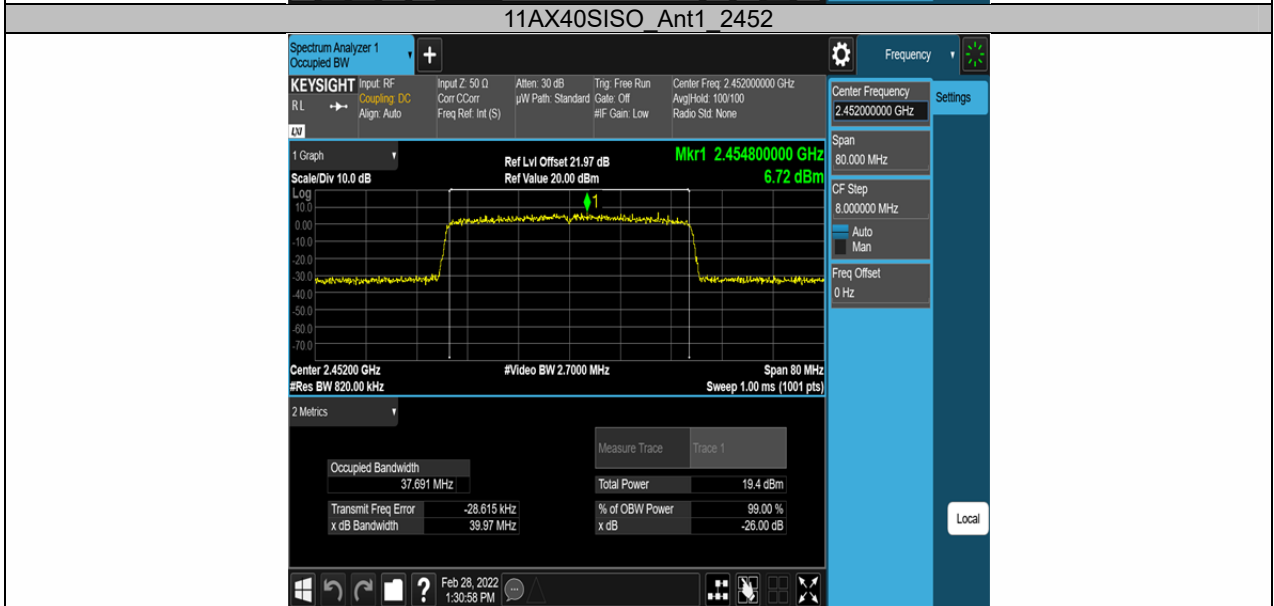 11AX40SISO_Ant1_2452
Spectrum Analyzer 1
Occupied BW
+
Frequency
KEYSIGHT
RL
LXI
Input: RF
Coupling: DC
Align: Auto
Input Z: 50 Ω
Corr CCorr
Freq Ref: Int (S)
Atten: 30 dB
µW Path: Standard
Trig: Free Run
Gate: Off
#IF Gain: Low
Center Freq: 2.452000000 GHz
Avg|Hold: 100/100
Radio Std: None
Center Frequency
2.452000000 GHz
Settings
Span
80.000 MHz
CF Step
8.000000 MHz
Auto
Man
Freq Offset
0 Hz
1 Graph
Scale/Div 10.0 dB
Ref Lvl Offset 21.97 dB
Ref Value 20.00 dBm
Mkr1 2.454800000 GHz
6.72 dBm
Log
10.0
0.00
-10.0
-20.0
-30.0
-40.0
-50.0
-60.0
-70.0
1
Center 2.45200 GHz
#Video BW 2.7000 MHz
Span 80 MHz
#Res BW 820.00 kHz
Sweep 1.00 ms (1001 pts)
2 Metrics
Measure Trace
Trace 1
Occupied Bandwidth
37.691 MHz
Total Power
19.4 dBm
Transmit Freq Error
-28.615 kHz
% of OBW Power
99.00 %
x dB Bandwidth
39.97 MHz
x dB
-26.00 dB
Local
?
Feb 28, 2022
1:30:58 PM